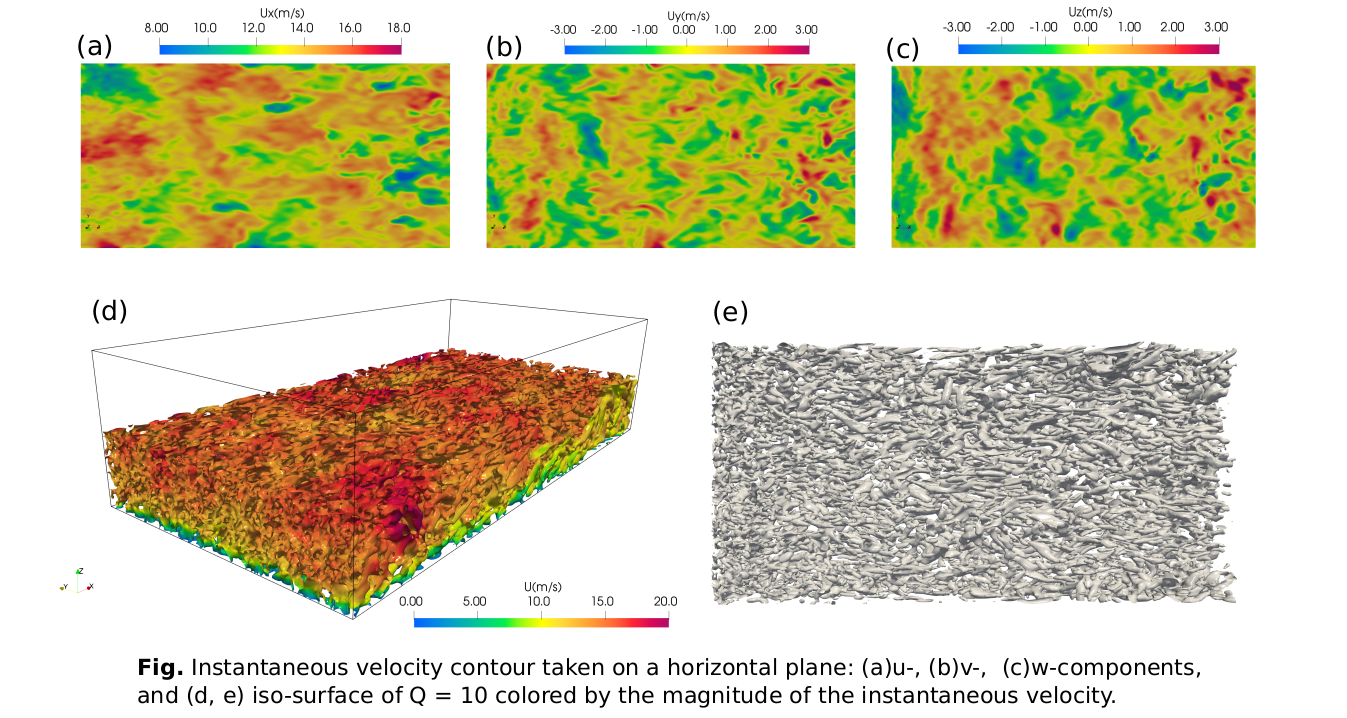 Ux(m/s)
8.00 10.0 12.0 14.0 16.0 18.0
(a)
Uy(m/s)
-3.00 -2.00 -1.00 0.00 1.00 2.00 3.00
(b)
Uz(m/s)
-3.00 -2.00 -1.00 0.00 1.00 2.00 3.00
(c)
(d)
Z
Y X
U(m/s)
0.00 5.00 10.0 15.0 20.0
(e)
Fig. Instantaneous velocity contour taken on a horizontal plane: (a)u-, (b)v-, (c)w-components,
and (d, e) iso-surface of Q = 10 colored by the magnitude of the instantaneous velocity.